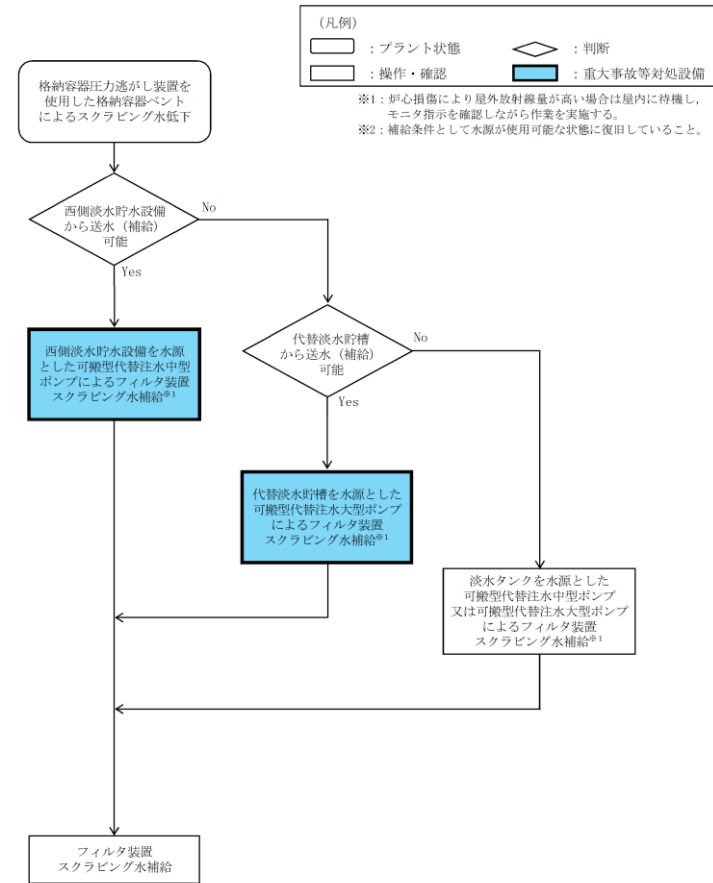 (凡例)
：プラント状態
：判断
：操作・確認
：重大事故等対処設備
※1：炉心損傷により屋外放射線量が高い場合は屋内に待機し，
モニタ指示を確認しながら作業を実施する。
※2：補給条件として水源が使用可能な状態に復旧していること。
格納容器圧力逃がし装置を
使用した格納容器ベント
によるスクラビング水低下
西側淡水貯水設備
から送水（補給）
可能
No
Yes
西側淡水貯水設備を水源
とした可搬型代替注水中型
ポンプによるフィルタ装置
スクラビング水補給※1
代替淡水貯槽
から送水（補給）
可能
No
Yes
代替淡水貯槽を水源とした
可搬型代替注水大型ポンプ
によるフィルタ装置
スクラビング水補給※1
淡水タンクを水源とした
可搬型代替注水中型ポンプ
又は可搬型代替注水大型ポンプ
によるフィルタ装置
スクラビング水補給※1
フィルタ装置
スクラビング水補給